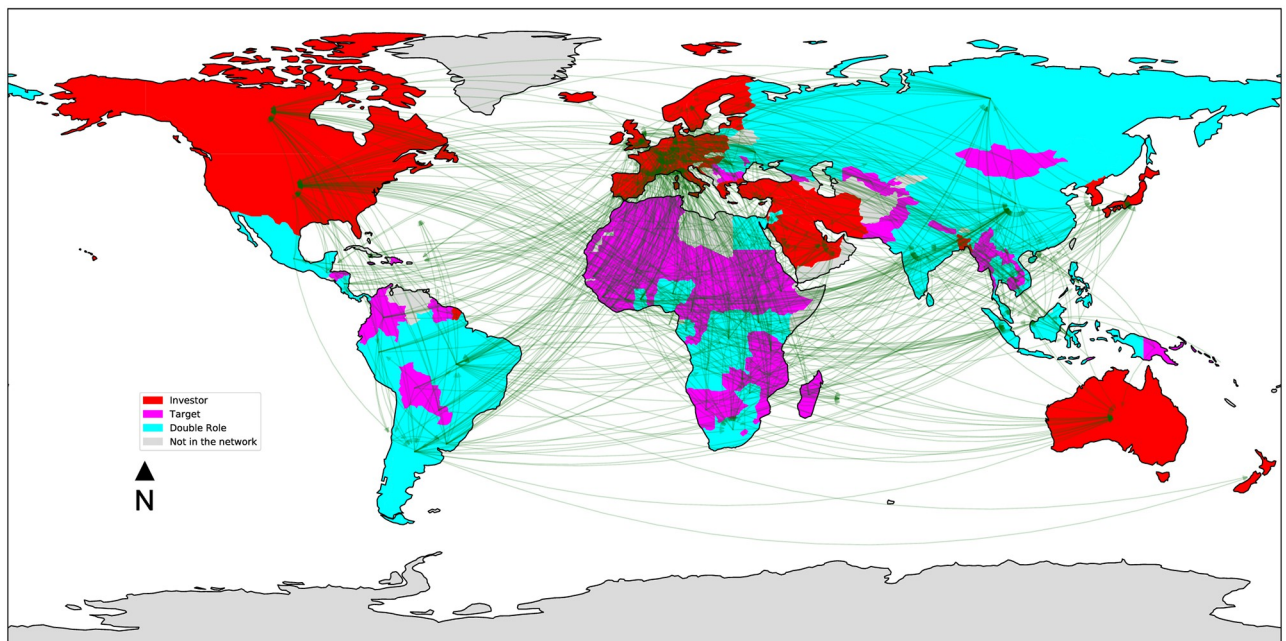 Investor
Target
Double Role
Not in the network
N